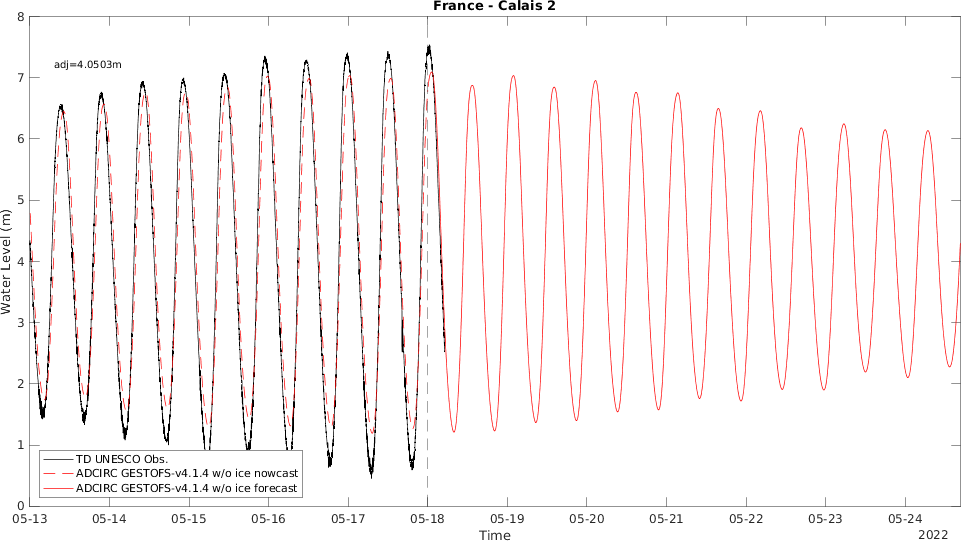 France - Calais 2
adj=4.0503m
8
7
6
5
4
3
2
1
0
Water Level (m)
TD UNESCO Obs.
ADCIRC GESTOFS-v4.1.4 w/o ice nowcast
ADCIRC GESTOFS-v4.1.4 w/o ice forecast
05-13 05-14 05-15 05-16 05-17 05-18 05-19 05-20 05-21 05-22 05-23 05-24
Time
2022